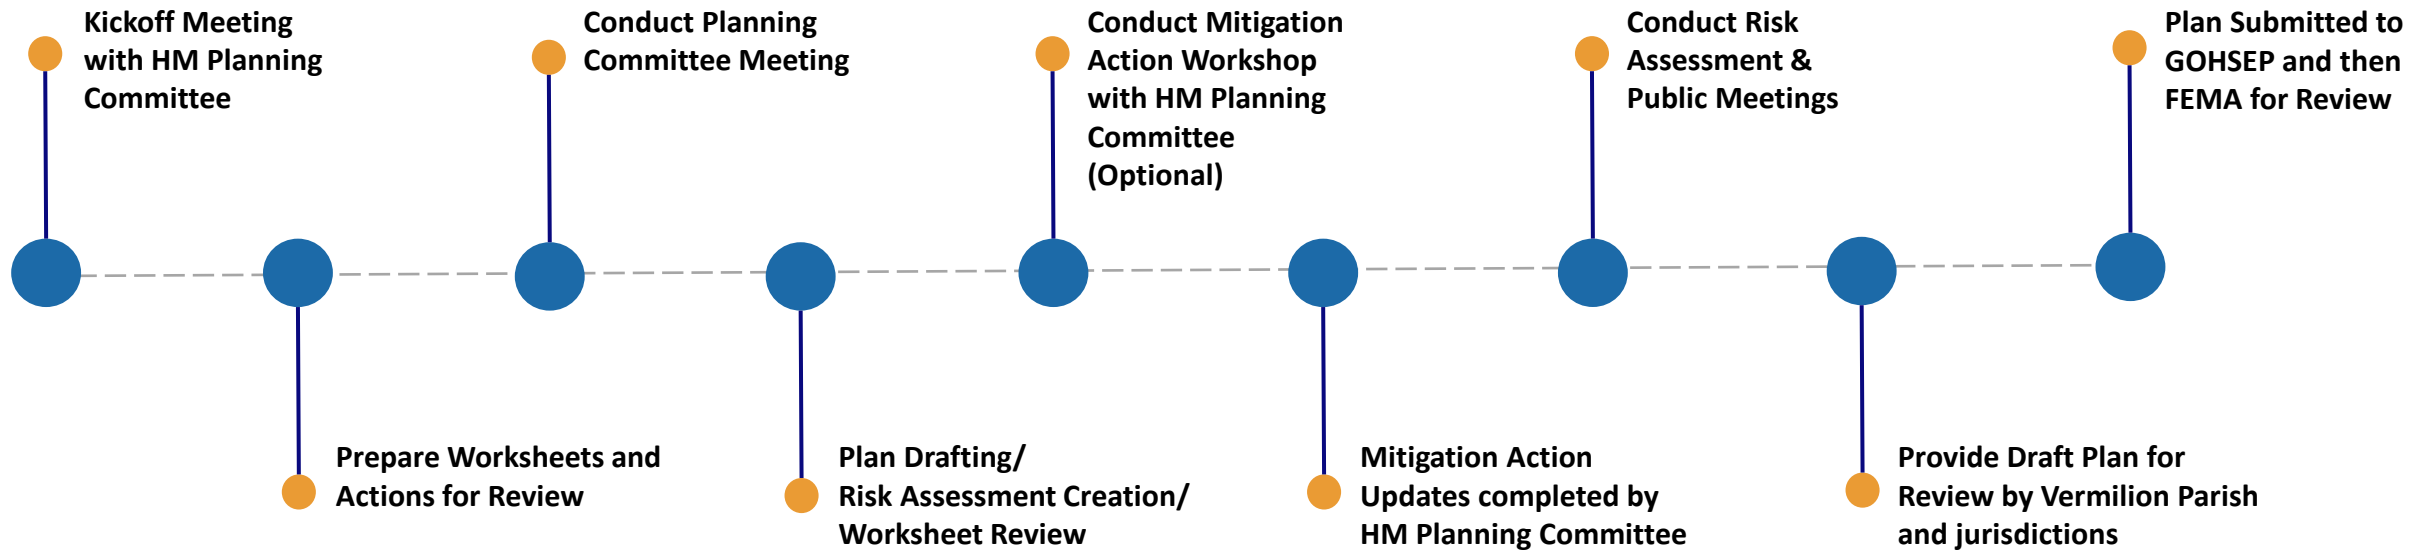 Kickoff Meeting
with HM Planning
Committee
Prepare Worksheets and
Actions for Review
Conduct Planning
Committee Meeting
Plan Drafting/
Risk Assessment Creation/
Worksheet Review
Conduct Mitigation
Action Workshop
with HM Planning
Committee
(Optional)
Mitigation Action
Updates completed by
HM Planning Committee
Conduct Risk
Assessment &
Public Meetings
Provide Draft Plan for
Review by Vermilion Parish
and jurisdictions
Plan Submitted to
GOHSEP and then
FEMA for Review